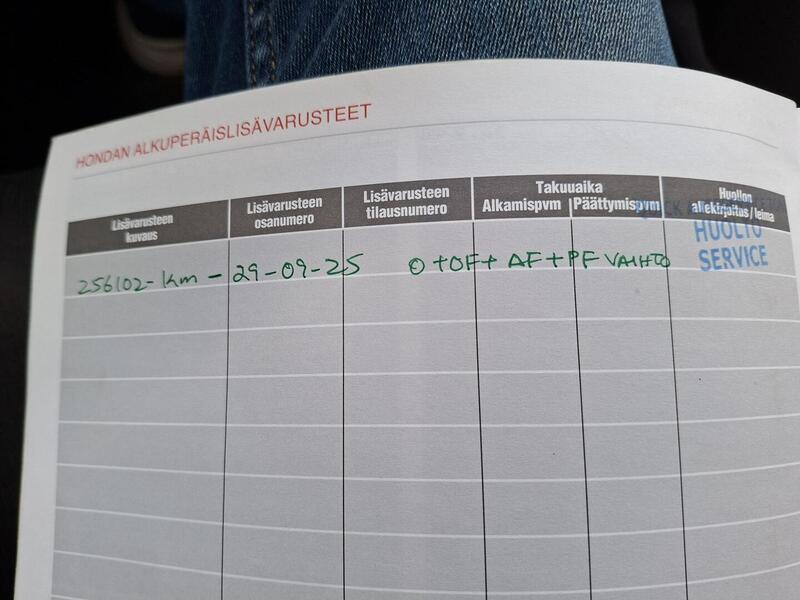 HONDAN ALKUPERÄISLISÄVARUSTEET
Lisävarusteen kuvaus
Lisävarusteen osanumero
Lisävarusteen tilausnumero
Takuuaika
Alkamispvm
Päättymispvm
Huollon allekirjoitus / leima
256102-km - 29-09-25 O+OF+AF+PF VAIHTO
HUOLTO
SERVICE